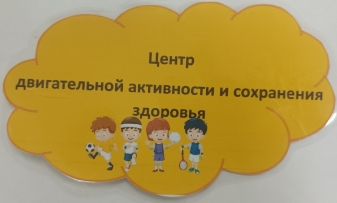 Центр
двигательной активности и сохранения
здоровья